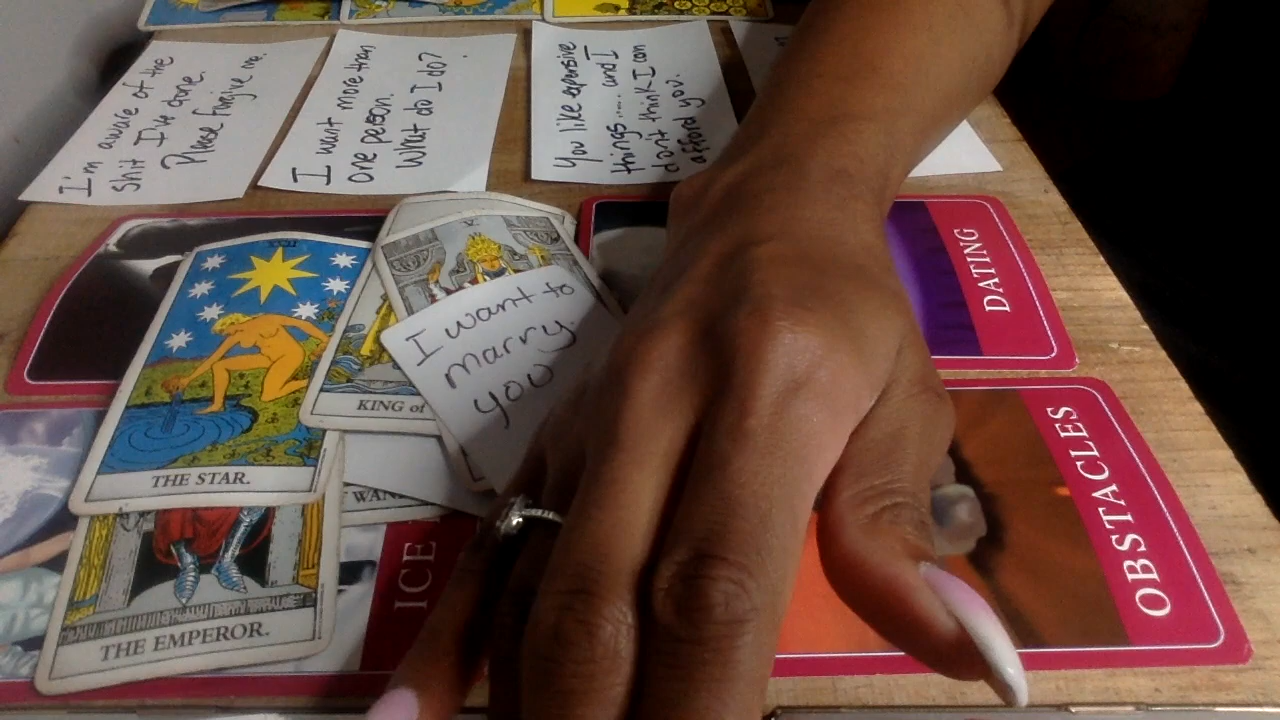 I'm aware of the
shit I've done.
Please forgive me.
I want more than
one person.
What do I do?
You like expensive
things..... and I
don't think I can
afford you.
XVII
THE STAR.
V.
KING of
I want to
marry
you
WAN
THE EMPEROR.
ICE
DATING
OBSTACLES